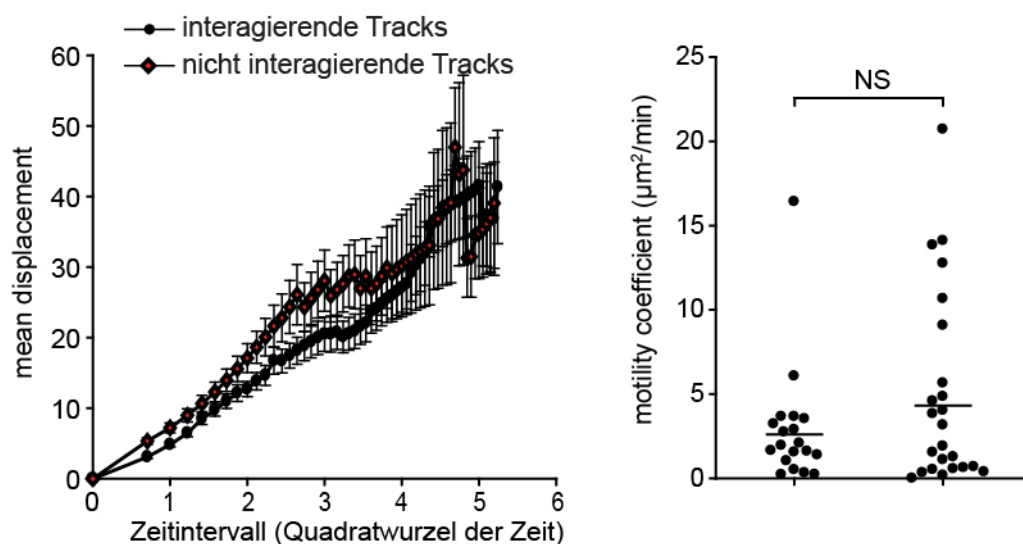 interagierende Tracks
nicht interagierende Tracks
60
50
40
30
20
10
0
mean displacement
0 1 2 3 4 5 6
Zeitintervall (Quadratwurzel der Zeit)
25
20
15
10
5
0
motility coefficient (µm²/min)
NS